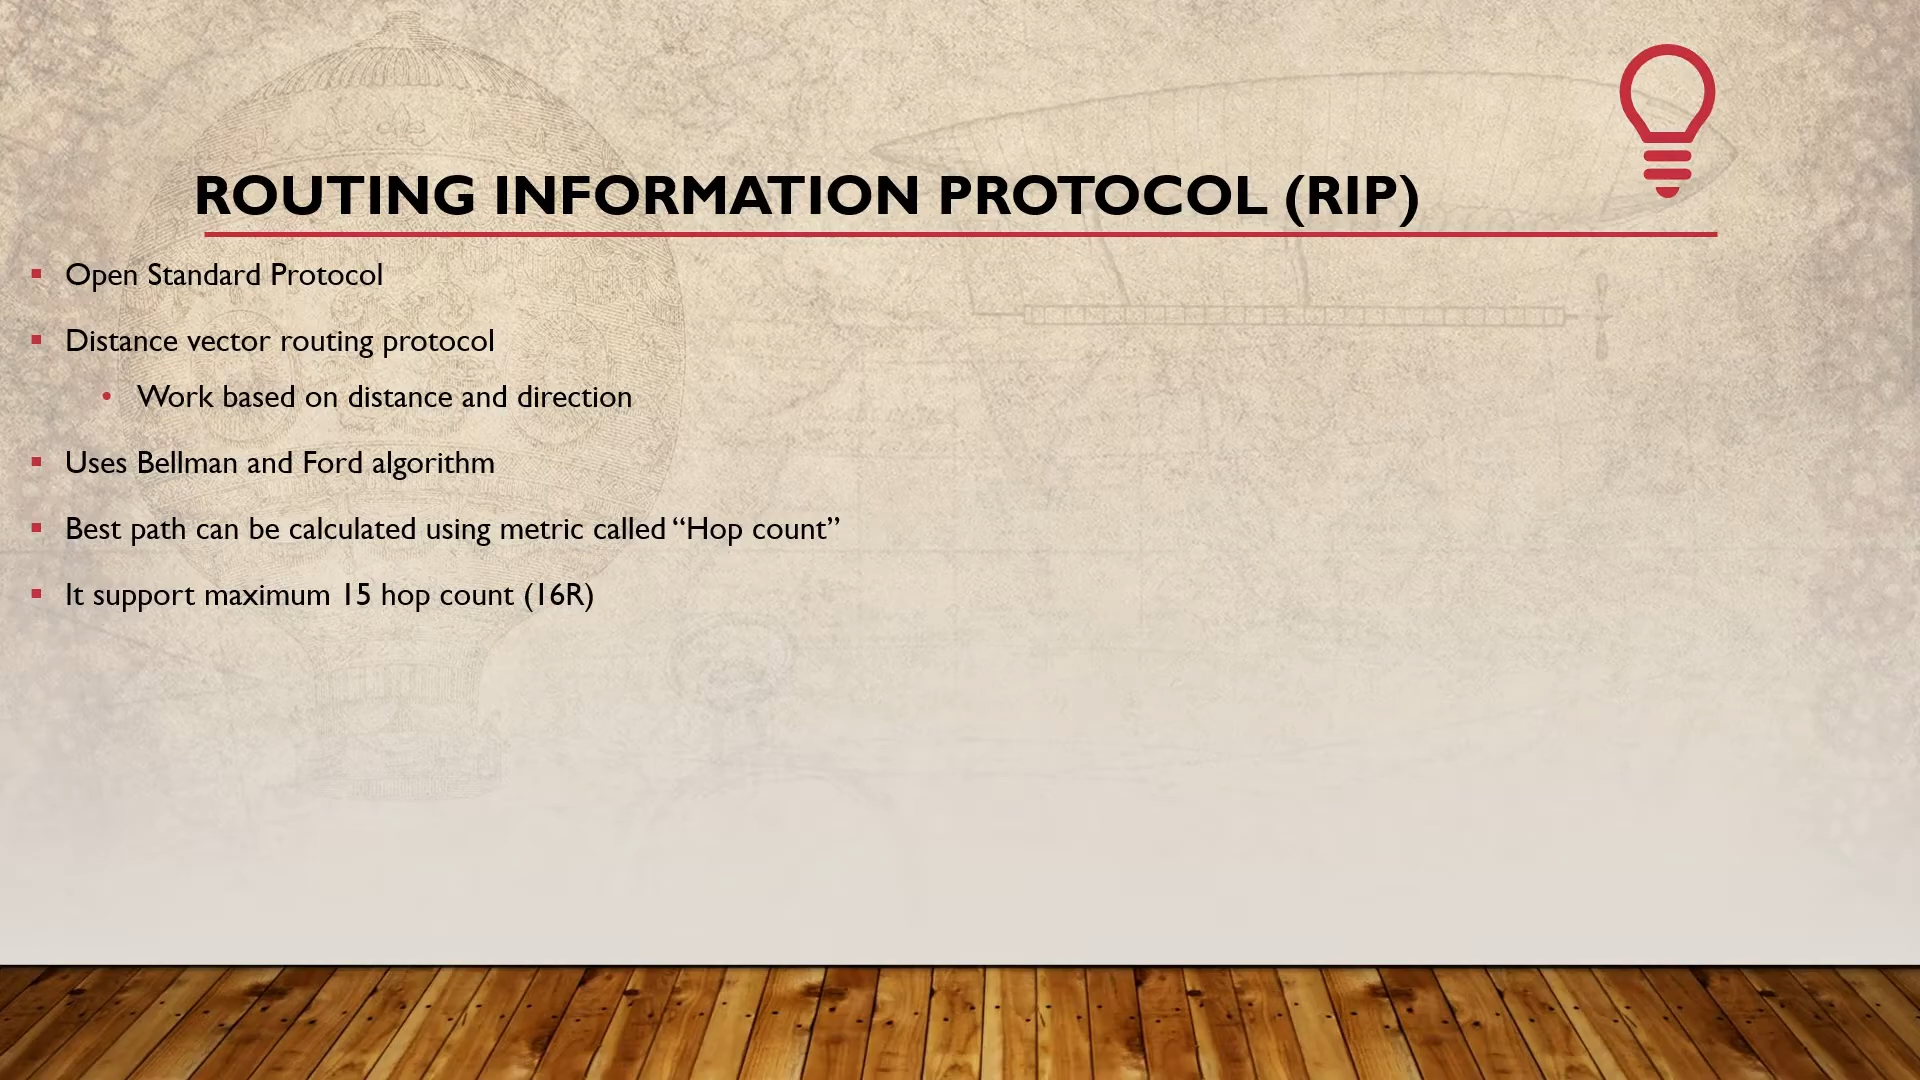 ROUTING INFORMATION PROTOCOL (RIP)
Open Standard Protocol
Distance vector routing protocol
Work based on distance and direction
Uses Bellman and Ford algorithm
Best path can be calculated using metric called “Hop count”
It support maximum 15 hop count (16R)